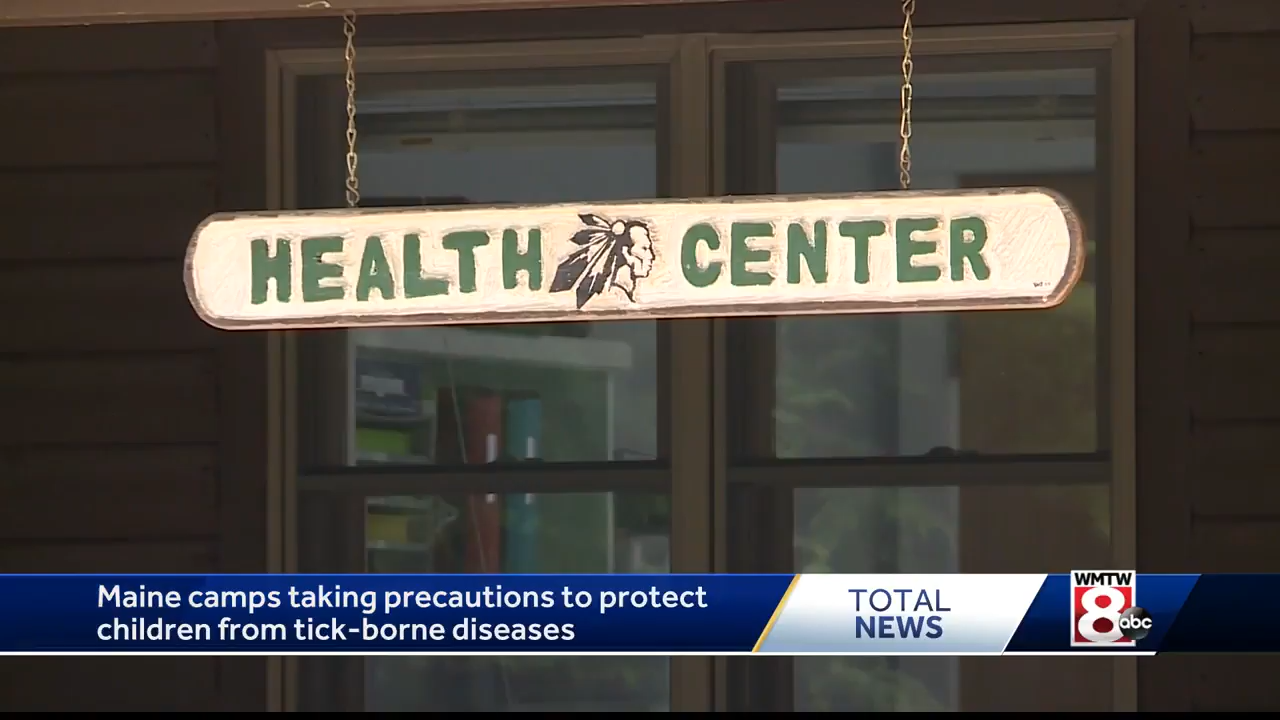 HEALTH CENTER
Maine camps taking precautions to protect
children from tick-borne diseases
TOTAL
NEWS
WMTW
8
abc